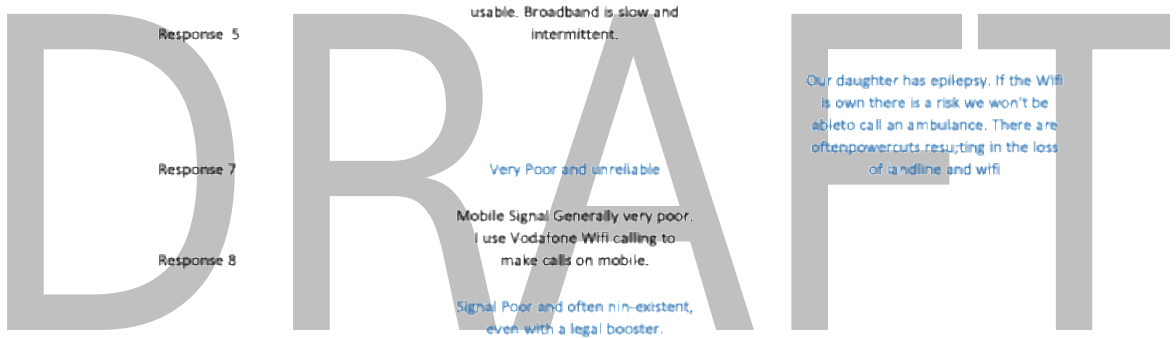 DRAFT
usable. Broadband is slow and
Response 5
intermittent.
Our daughter has epilepsy. If the Wifi
is own there is a risk we won't be
ableto call an ambulance. There are
oftenpowercuts resu;ting in the loss
Response 7
Very Poor and unreliable
of landline and wifi
Mobile Signal Generally very poor.
I use Vodafone Wifi calling to
Response 8
make calls on mobile.
Signal Poor and often nin-existent,
even with a legal booster.